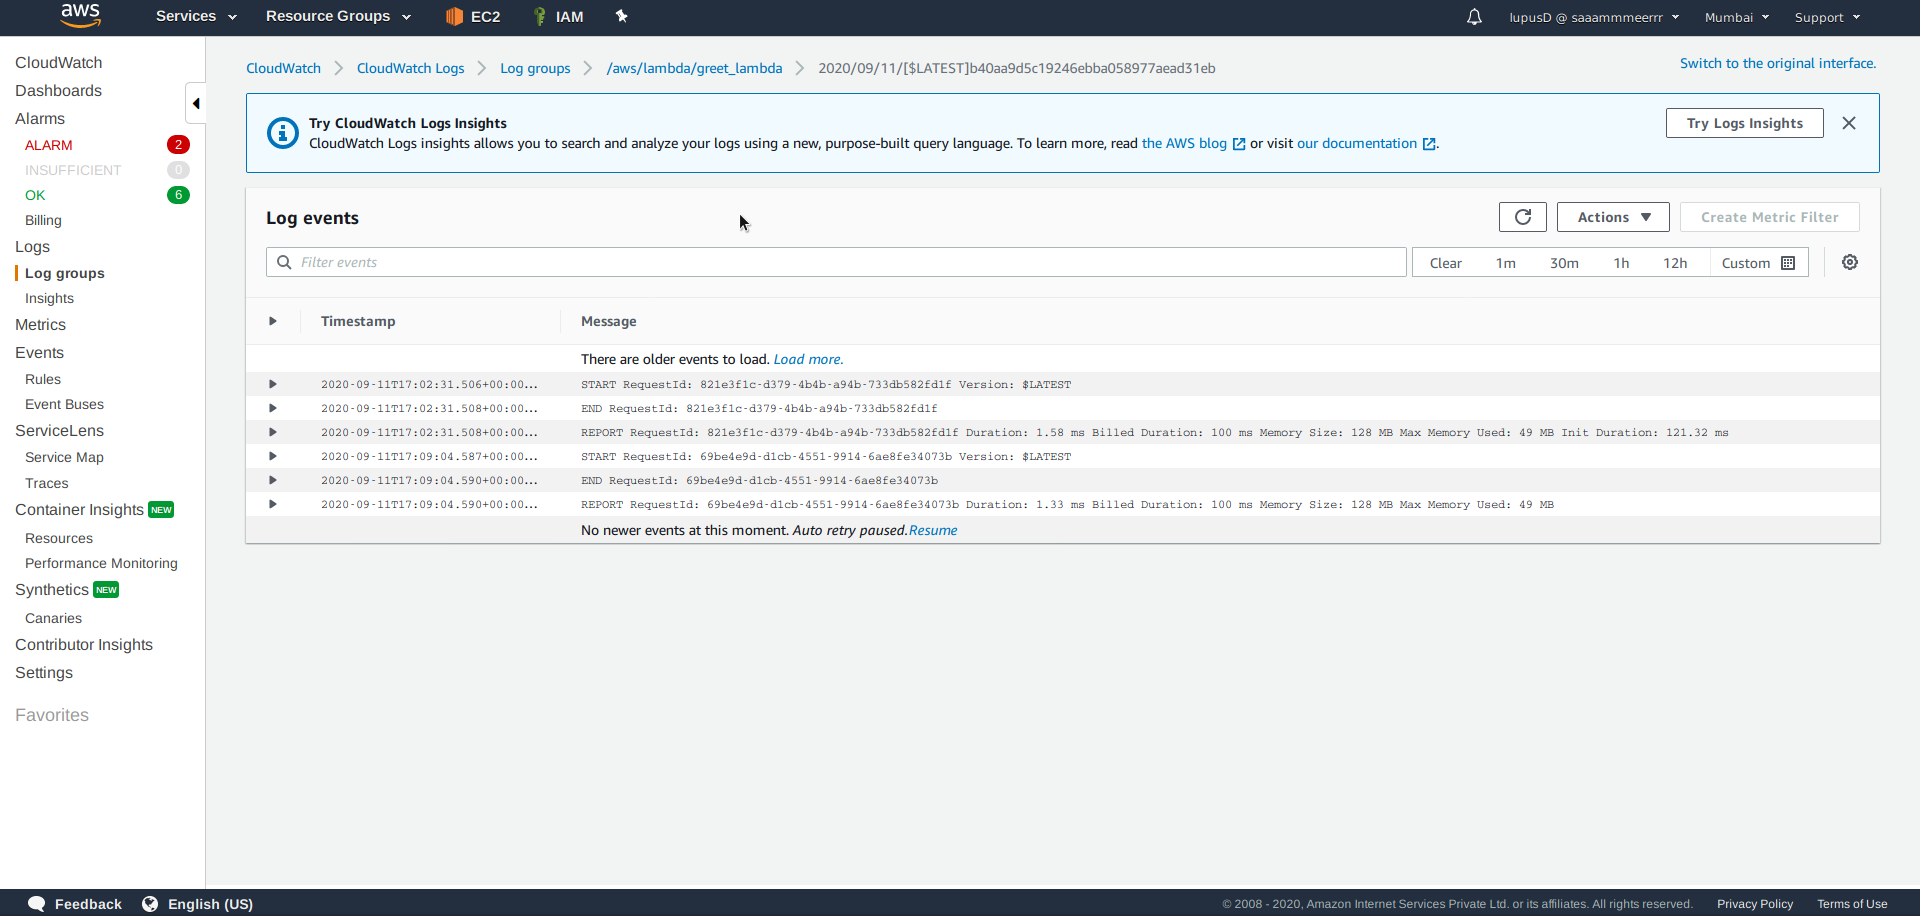 aws Services Resource Groups EC2 IAM lupusD @ saaammmeerrr Mumbai Support
CloudWatch
Dashboards
Alarms
ALARM 2
INSUFFICIENT 0
OK 6
Billing
Logs
Log groups
Insights
Metrics
Events
Rules
Event Buses
ServiceLens
Service Map
Traces
Container Insights NEW
Resources
Performance Monitoring
Synthetics NEW
Canaries
Contributor Insights
Settings
Favorites
CloudWatch CloudWatch Logs Log groups /aws/lambda/greet_lambda 2020/09/11/[$LATEST]b40aa9d5c19246ebba058977aead31eb
Switch to the original interface.
Try CloudWatch Logs Insights
CloudWatch Logs insights allows you to search and analyze your logs using a new, purpose-built query language. To learn more, read the AWS blog or visit our documentation .
Try Logs Insights
Log events
Actions Create Metric Filter
Filter events
Clear 1m 30m 1h 12h Custom
Timestamp Message
There are older events to load. Load more.
2020-09-11T17:02:31.506+00:00... START RequestId: 821e3f1c-d379-4b4b-a94b-733db582fd1f Version: $LATEST
2020-09-11T17:02:31.508+00:00... END RequestId: 821e3f1c-d379-4b4b-a94b-733db582fd1f
2020-09-11T17:02:31.508+00:00... REPORT RequestId: 821e3f1c-d379-4b4b-a94b-733db582fd1f Duration: 1.58 ms Billed Duration: 100 ms Memory Size: 128 MB Max Memory Used: 49 MB Init Duration: 121.32 ms
2020-09-11T17:09:04.587+00:00... START RequestId: 69be4e9d-d1cb-4551-9914-6ae8fe34073b Version: $LATEST
2020-09-11T17:09:04.590+00:00... END RequestId: 69be4e9d-d1cb-4551-9914-6ae8fe34073b
2020-09-11T17:09:04.590+00:00... REPORT RequestId: 69be4e9d-d1cb-4551-9914-6ae8fe34073b Duration: 1.33 ms Billed Duration: 100 ms Memory Size: 128 MB Max Memory Used: 49 MB
No newer events at this moment. Auto retry paused. Resume
Feedback English (US) © 2008 - 2020, Amazon Internet Services Private Ltd. or its affiliates. All rights reserved. Privacy Policy Terms of Use